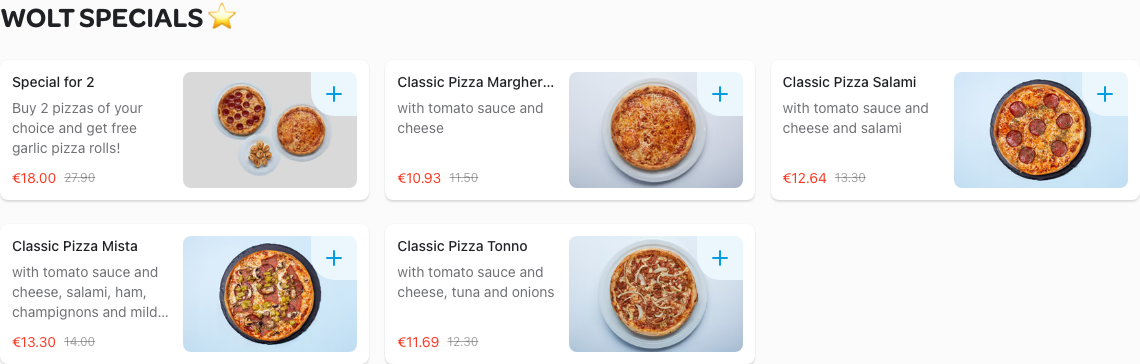 WOLT SPECIALS ⭐
Special for 2
Buy 2 pizzas of your
choice and get free
garlic pizza rolls!
€18.00 27.90
Classic Pizza Margher...
with tomato sauce and
cheese
€10.93 11.50
Classic Pizza Salami
with tomato sauce and
cheese and salami
€12.64 13.30
Classic Pizza Mista
with tomato sauce and
cheese, salami, ham,
champignons and mild...
€13.30 14.00
Classic Pizza Tonno
with tomato sauce and
cheese, tuna and onions
€11.69 12.30